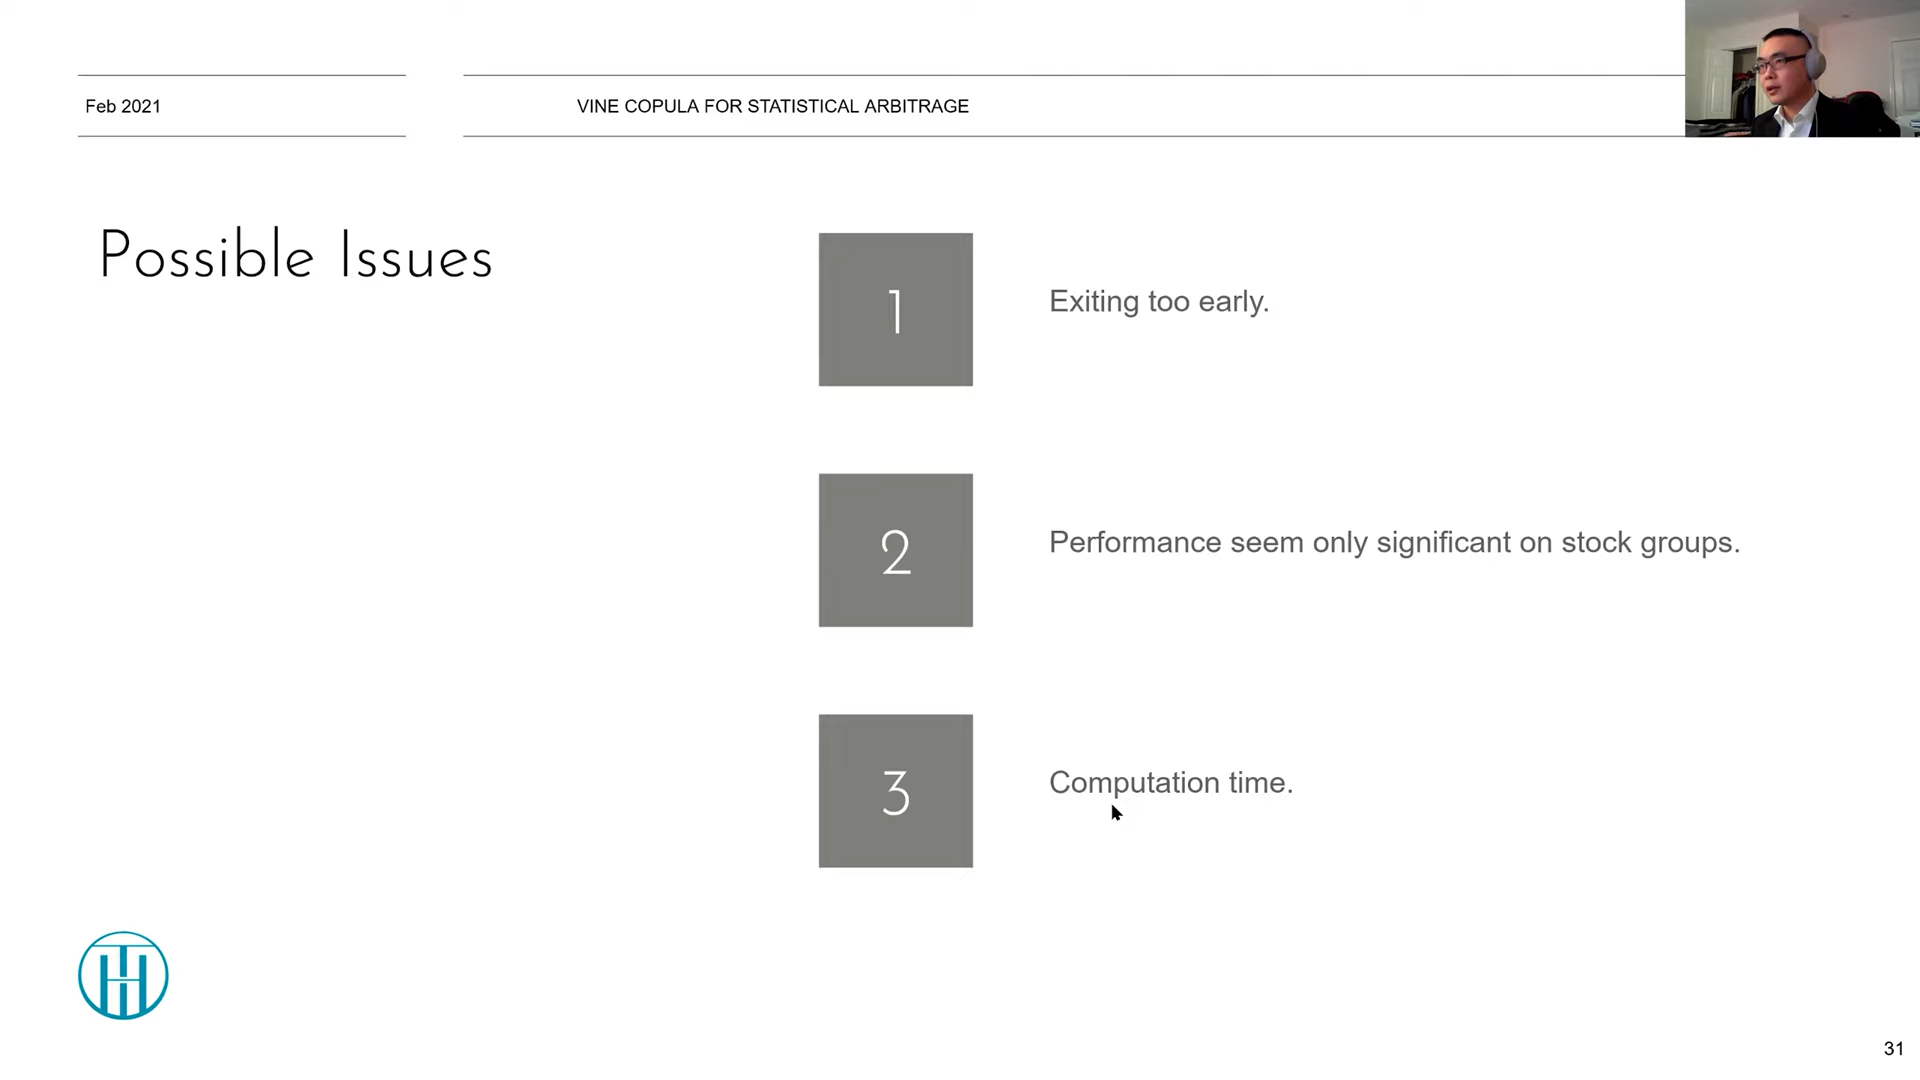 Feb 2021
VINE COPULA FOR STATISTICAL ARBITRAGE
Possible Issues
1
Exiting too early.
2
Performance seem only significant on stock groups.
3
Computation time.
31